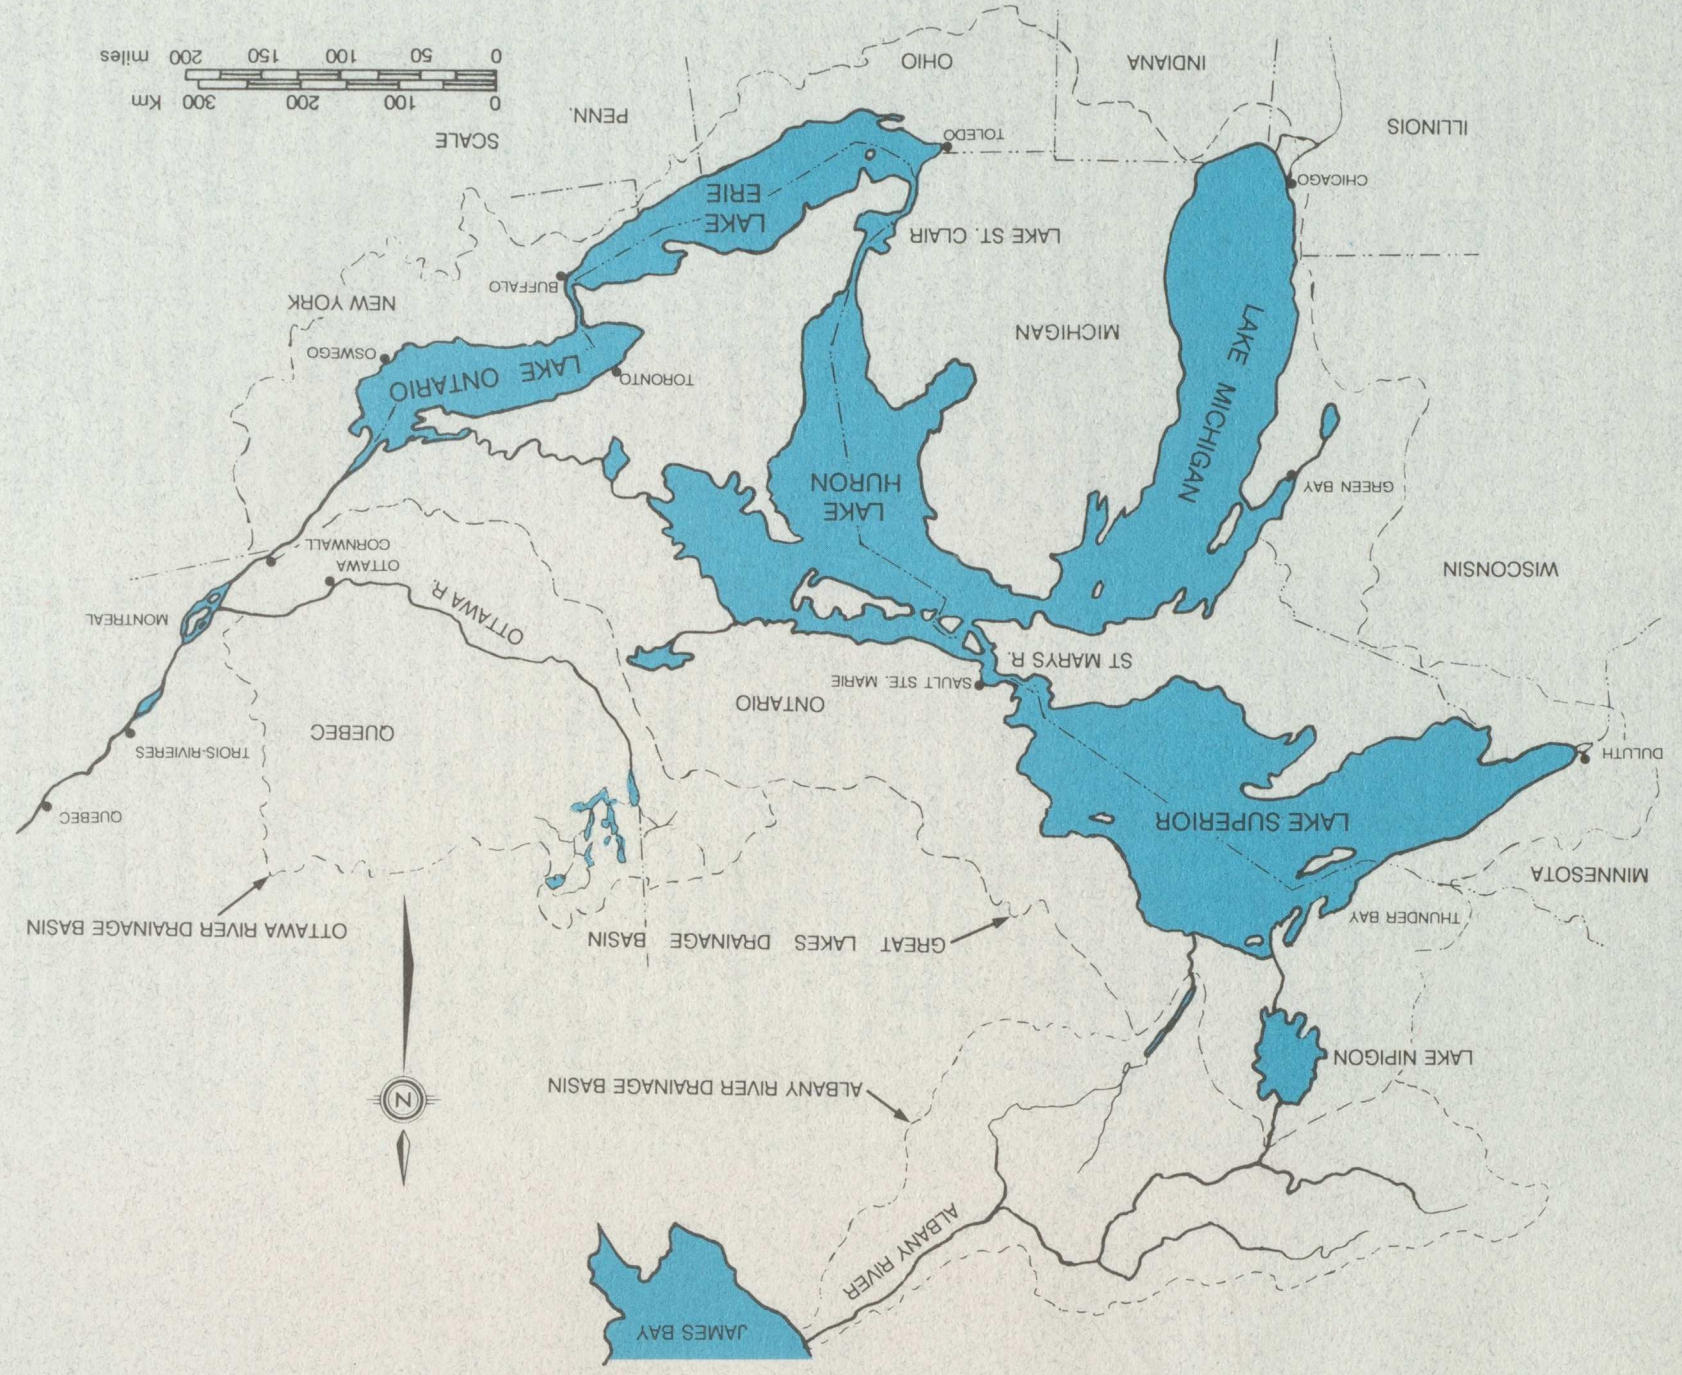 JAMES BAY
ALBANY RIVER
ALBANY RIVER DRAINAGE BASIN
N
LAKE NIPIGON
GREAT LAKES DRAINAGE BASIN
OTTAWA RIVER DRAINAGE BASIN
THUNDER BAY
MINNESOTA
LAKE SUPERIOR
QUEBEC
DULUTH
TROIS-RIVIERES
QUEBEC
ONTARIO
SAULT STE. MARIE
ST MARYS R.
OTTAWA R.
MONTREAL
WISCONSIN
OTTAWA
CORNWALL
LAKE
HURON
GREEN BAY
LAKE MICHIGAN
TORONTO
LAKE ONTARIO
OSWEGO
MICHIGAN
NEW YORK
BUFFALO
LAKE ST. CLAIR
LAKE
ERIE
CHICAGO
TOLEDO
ILLINOIS
INDIANA
OHIO
PENN.
SCALE
0 100 200 300 Km
0 50 100 150 200 miles